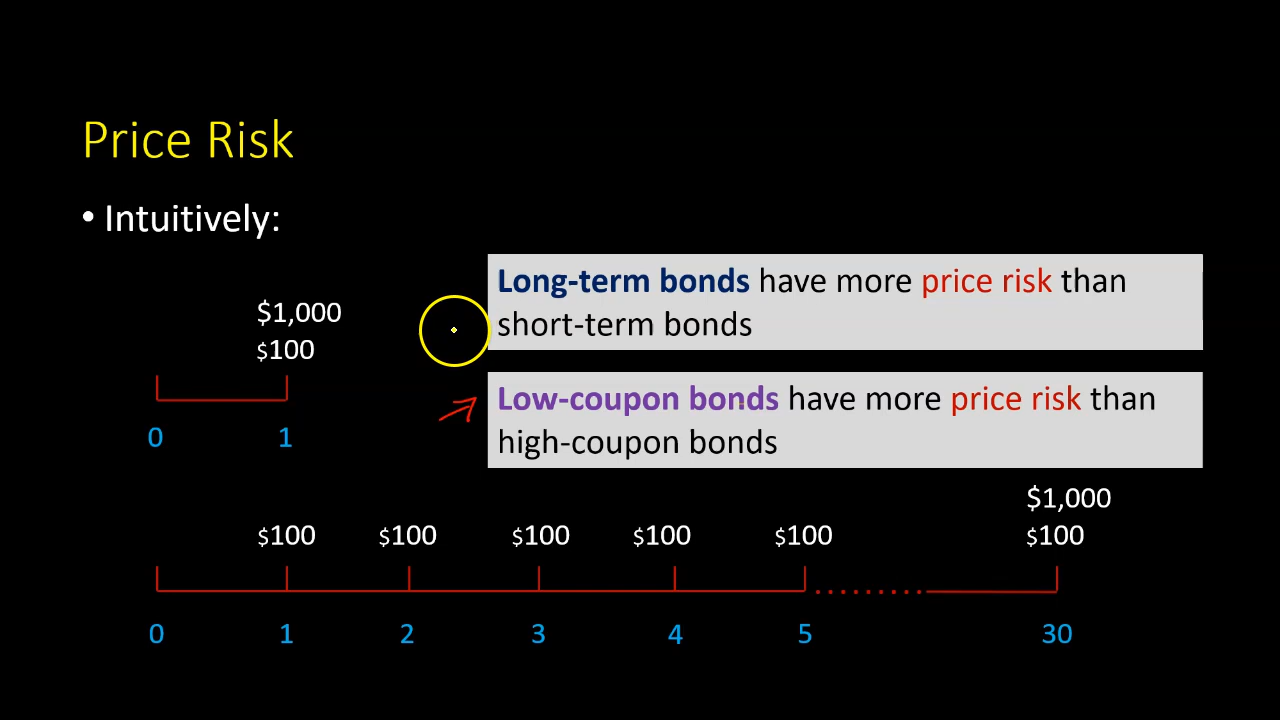 Price Risk
• Intuitively:
Long-term bonds have more price risk than
short-term bonds
$1,000
$100
0 1
Low-coupon bonds have more price risk than
high-coupon bonds
$1,000
$100 $100 $100 $100 $100 $100
0 1 2 3 4 5 30